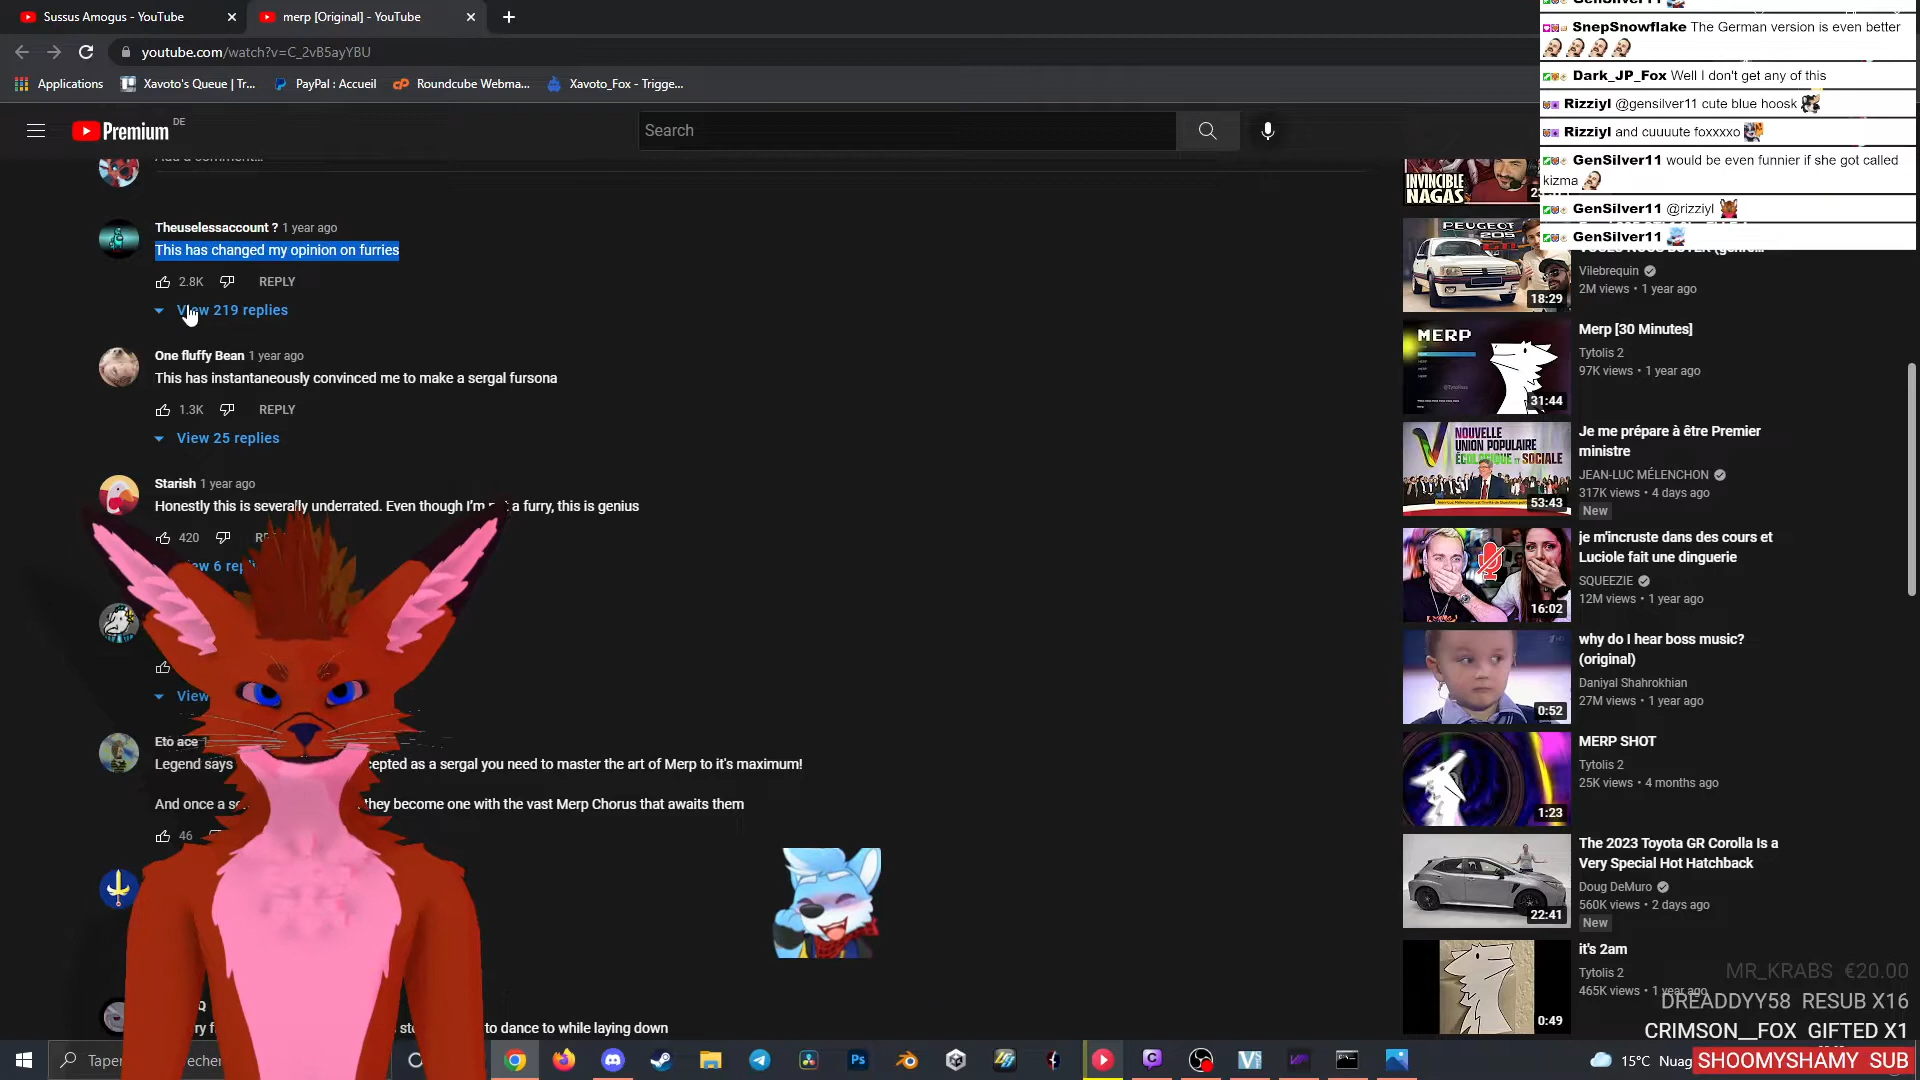 Sussus Amogus - YouTube
merp [Original] - YouTube
youtube.com/watch?v=C_2vB5ayYBU
Applications
Xavoto's Queue | Tr...
PayPal : Accueil
Roundcube Webma...
Xavoto_Fox - Trigge...
Premium
DE
Search
Theuselessaccount ? 1 year ago
This has changed my opinion on furries
2.8K
REPLY
View 219 replies
One fluffy Bean 1 year ago
This has instantaneously convinced me to make a sergal fursona
1.3K
REPLY
View 25 replies
Starish 1 year ago
Honestly this is severally underrated. Even though I'm a furry, this is genius
420
6
View
Eto ace
Legend says cepted as a sergal you need to master the art of Merp to it's maximum!
And once a they become one with the vast Merp Chorus that awaits them
46
to dance to while laying down
GenSilver11
SnepSnowflake The German version is even better
Dark_JP_Fox Well I don't get any of this
Rizziyl @gensilver11 cute blue hoosk
Rizziyl and cuuuute foxxxxo
GenSilver11 would be even funnier if she got called
kizma
GenSilver11 @rizziyl
GenSilver11
INVINCIBLE
NAGAS
PEUGEOT
205
18:29
Vilebrequin
2M views • 1 year ago
MERP
31:44
Merp [30 Minutes]
Tytolis 2
97K views • 1 year ago
NOUVELLE
UNION POPULAIRE
ÉCOLOGIQUE ET SOCIALE
53:43
Je me prépare à être Premier
ministre
JEAN-LUC MÉLENCHON
317K views • 4 days ago
New
16:02
je m'incruste dans des cours et
Luciole fait une dinguerie
SQUEEZIE
12M views • 1 year ago
0:52
why do I hear boss music?
(original)
Daniyal Shahrokhian
27M views • 1 year ago
1:23
MERP SHOT
Tytolis 2
25K views • 4 months ago
22:41
The 2023 Toyota GR Corolla Is a
Very Special Hot Hatchback
Doug DeMuro
560K views • 2 days ago
New
0:49
it's 2am
Tytolis 2
465K views • 1 year ago
MR_KRABS €20.00
DREADDYY58 RESUB X16
CRIMSON__FOX GIFTED X1
SHOOMYSHAMY SUB
Taper
15°C Nuag